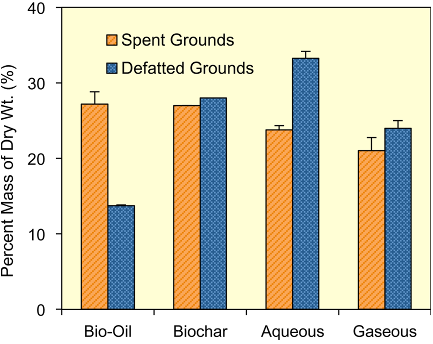 40
30
20
10
0
Percent Mass of Dry Wt. (%)
Spent Grounds
Defatted Grounds
Bio-Oil Biochar Aqueous Gaseous